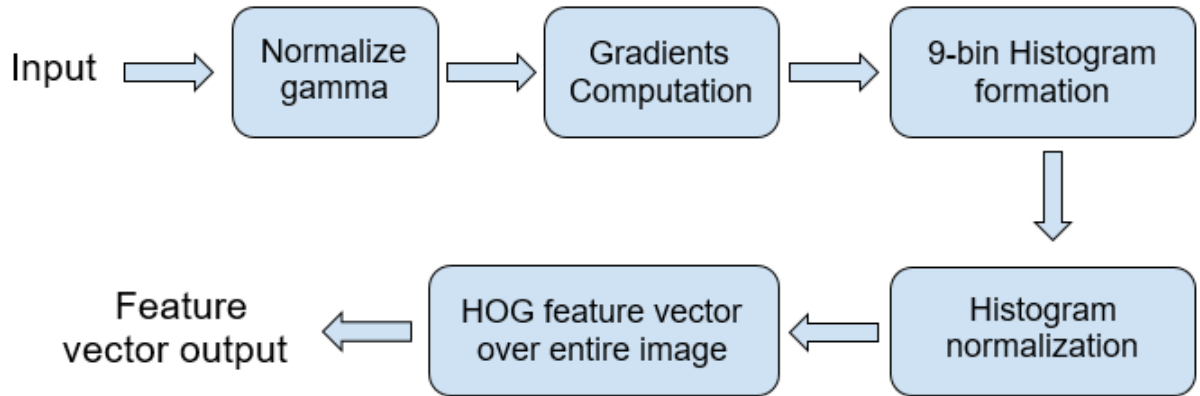 Input
Normalize
gamma
Gradients
Computation
9-bin Histogram
formation
Histogram
normalization
HOG feature vector
over entire image
Feature
vector output